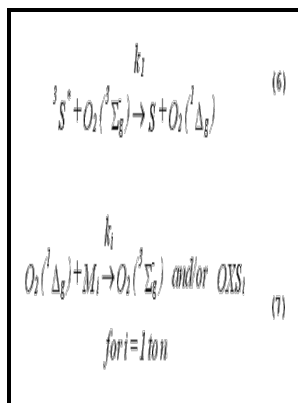 k₁
³S* + O₂(³Σg⁻) → S + O₂(¹Δg) (6)
kᵢ
O₂(¹Δg) + Mᵢ → O₂(³Σg⁻) and/or OXSᵢ (7)
for i = 1 to n